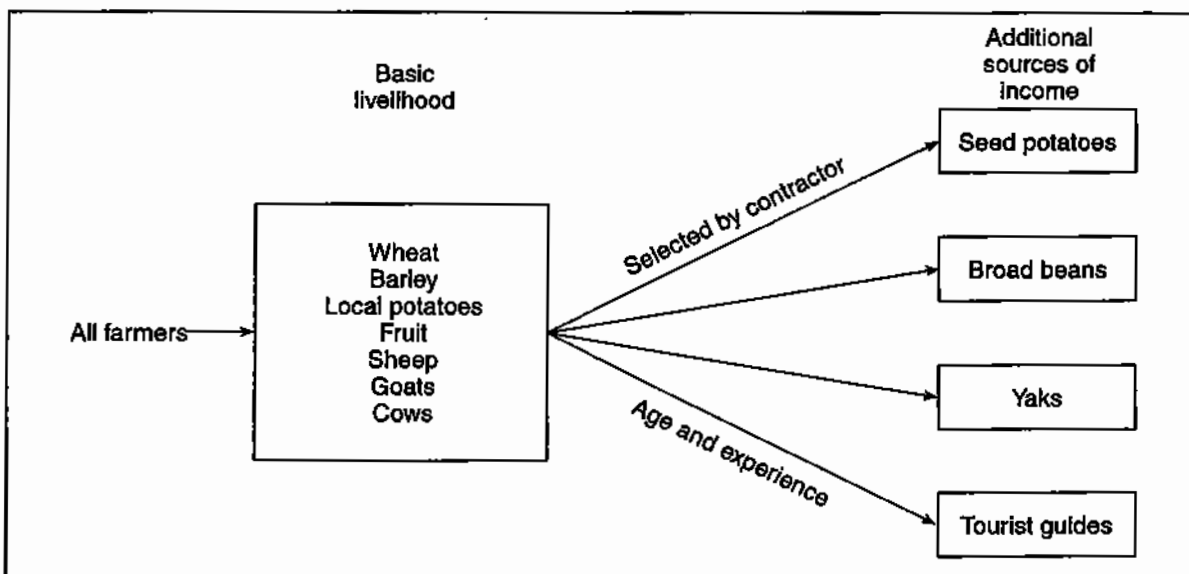 Basic
livelihood
Additional
sources of
income
All farmers
Wheat
Barley
Local potatoes
Fruit
Sheep
Goats
Cows
Selected by contractor
Age and experience
Seed potatoes
Broad beans
Yaks
Tourist guides